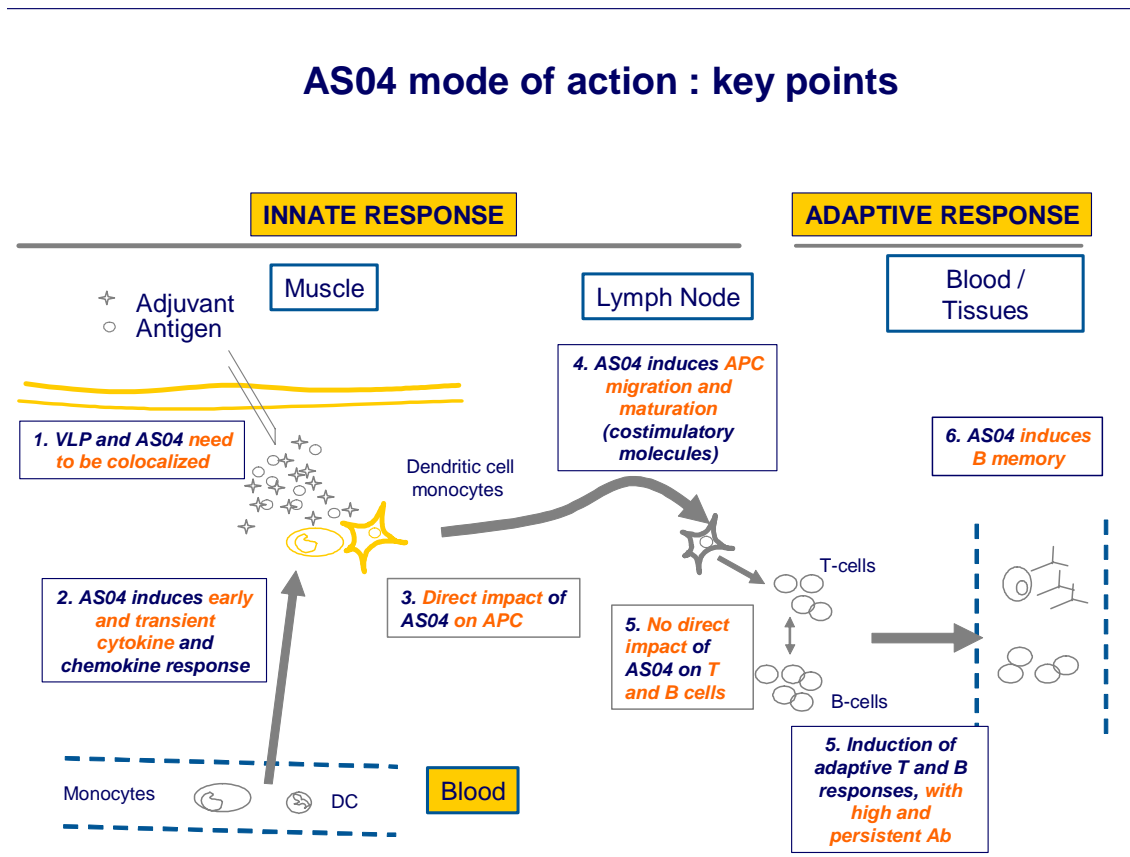 AS04 mode of action : key points
INNATE RESPONSE
ADAPTIVE RESPONSE
Muscle
Lymph Node
Blood /
Tissues
Adjuvant
Antigen
1. VLP and AS04 need
to be colocalized
Dendritic cell
monocytes
4. AS04 induces APC
migration and
maturation
(costimulatory
molecules)
6. AS04 induces
B memory
2. AS04 induces early
and transient
cytokine and
chemokine response
3. Direct impact of
AS04 on APC
T-cells
5. No direct
impact of
AS04 on T
and B cells
B-cells
5. Induction of
adaptive T and B
responses, with
high and
persistent Ab
Monocytes
DC
Blood